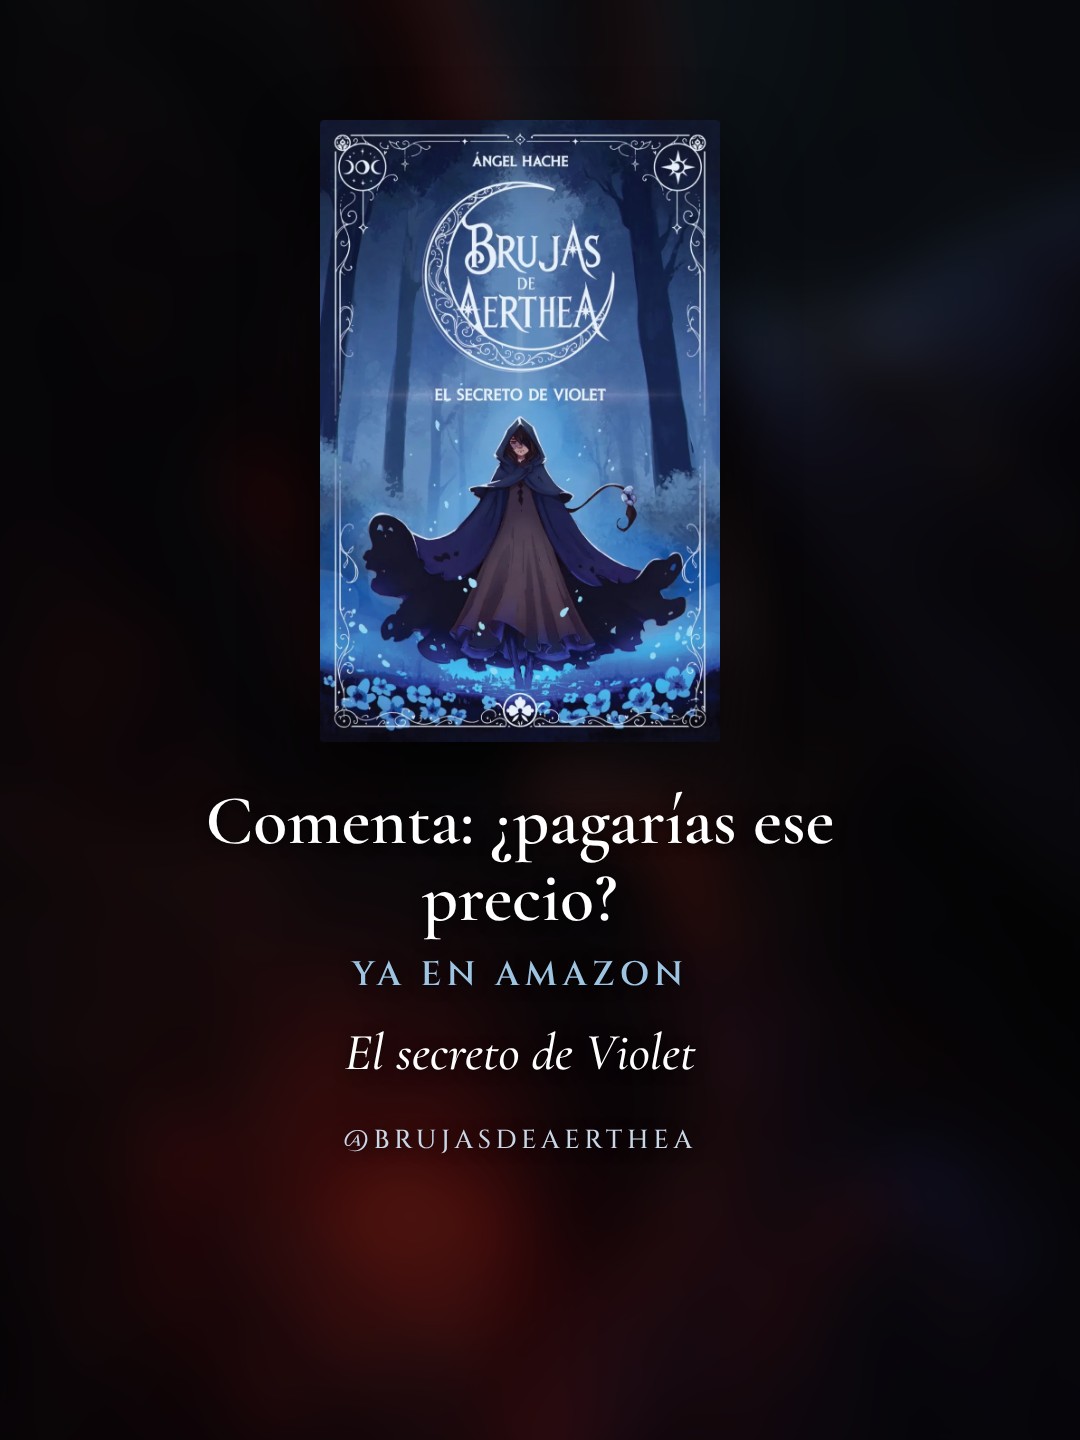 ÁNGEL HACHE
BRUJAS
DE
AERTHEA
EL SECRETO DE VIOLET
Comenta: ¿pagarías ese
precio?
YA EN AMAZON
El secreto de Violet
@BRUJASDEAERTHEA